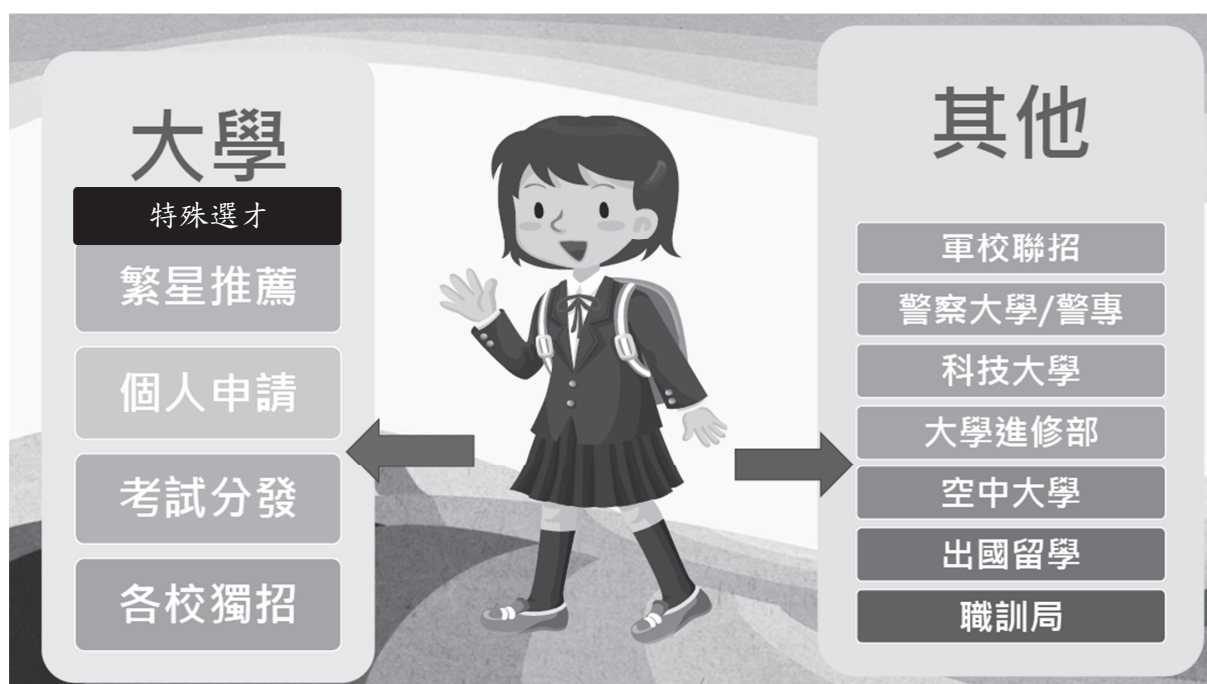 大學
特殊選才
繁星推薦
個人申請
考試分發
各校獨招
其他
軍校聯招
警察大學/警專
科技大學
大學進修部
空中大學
出國留學
職訓局